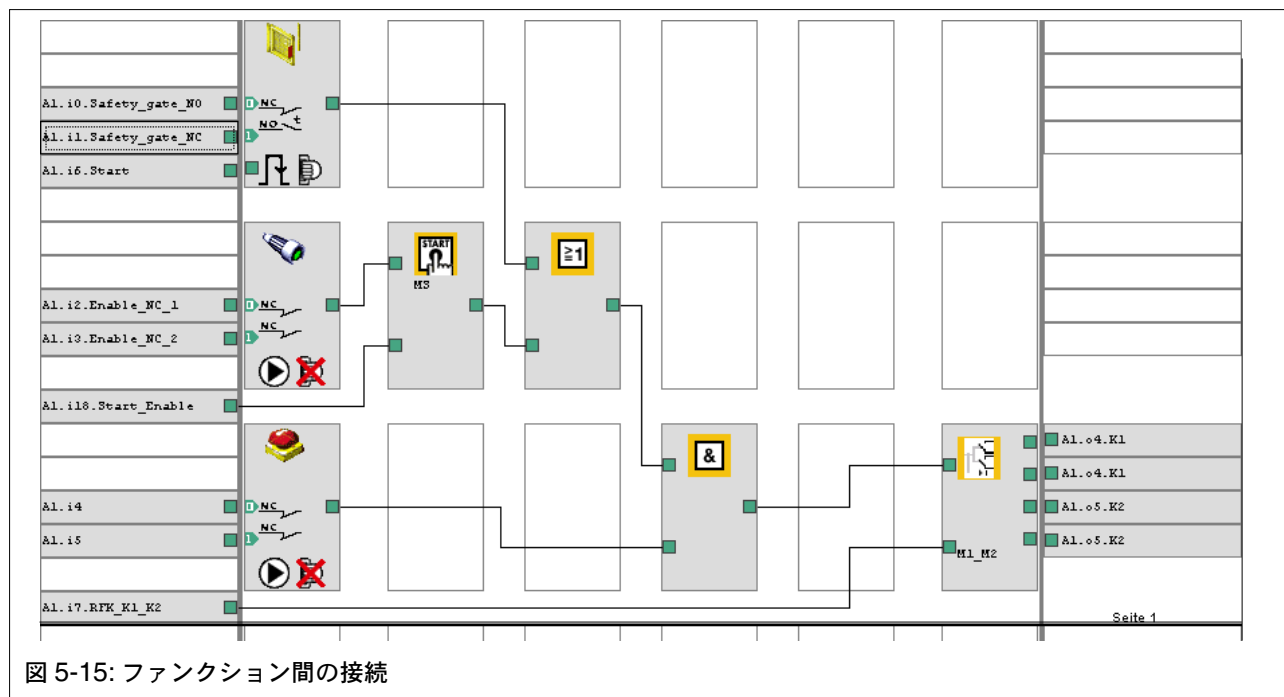 A1.i0.Safety_gate_NO
NC
A1.i1.Safety_gate_NC
NO
t
A1.i6.Start
START
≧1
M3
A1.i2.Enable_NC_1
NC
A1.i3.Enable_NC_2
NC
A1.i18.Start_Enable
&
A1.o4.K1
A1.o4.K1
A1.i4
NC
A1.o5.K2
A1.i5
NC
A1.o5.K2
M1_M2
A1.i7.RFK_K1_K2
Seite 1
図 5-15: ファンクション間の接続